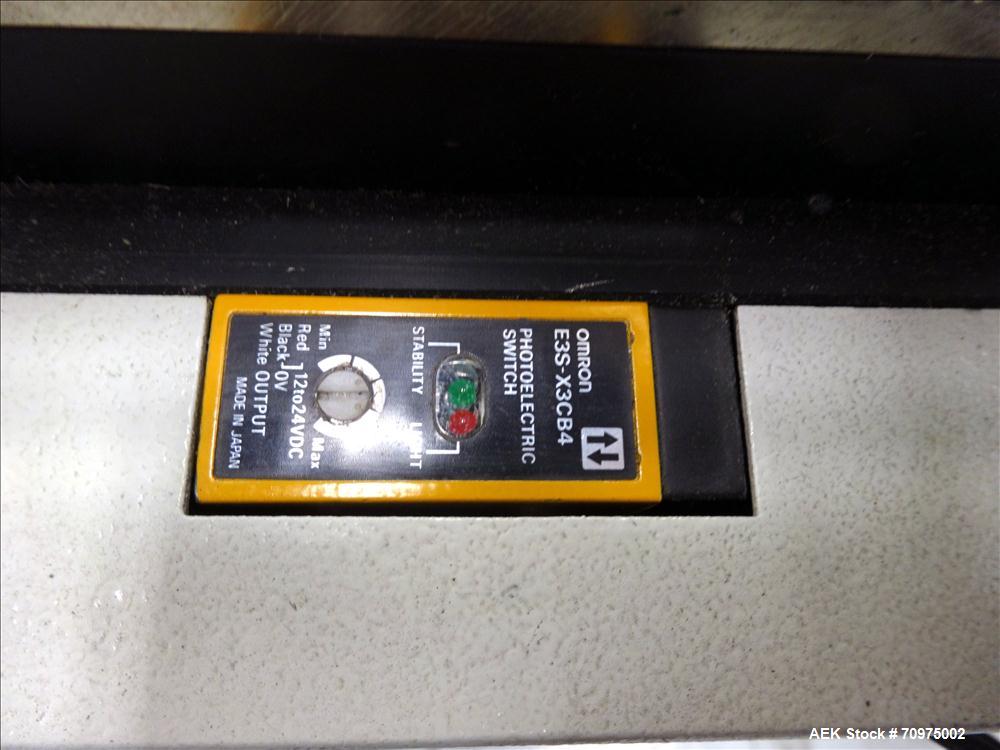 OMRON
E3S-X3CB4
PHOTOELECTRIC
SWITCH
STABILITY
LIGHT
Min
Max
Red
Black
12to24VDC
0V
White OUTPUT
MADE IN JAPAN
AEK Stock # 70975002